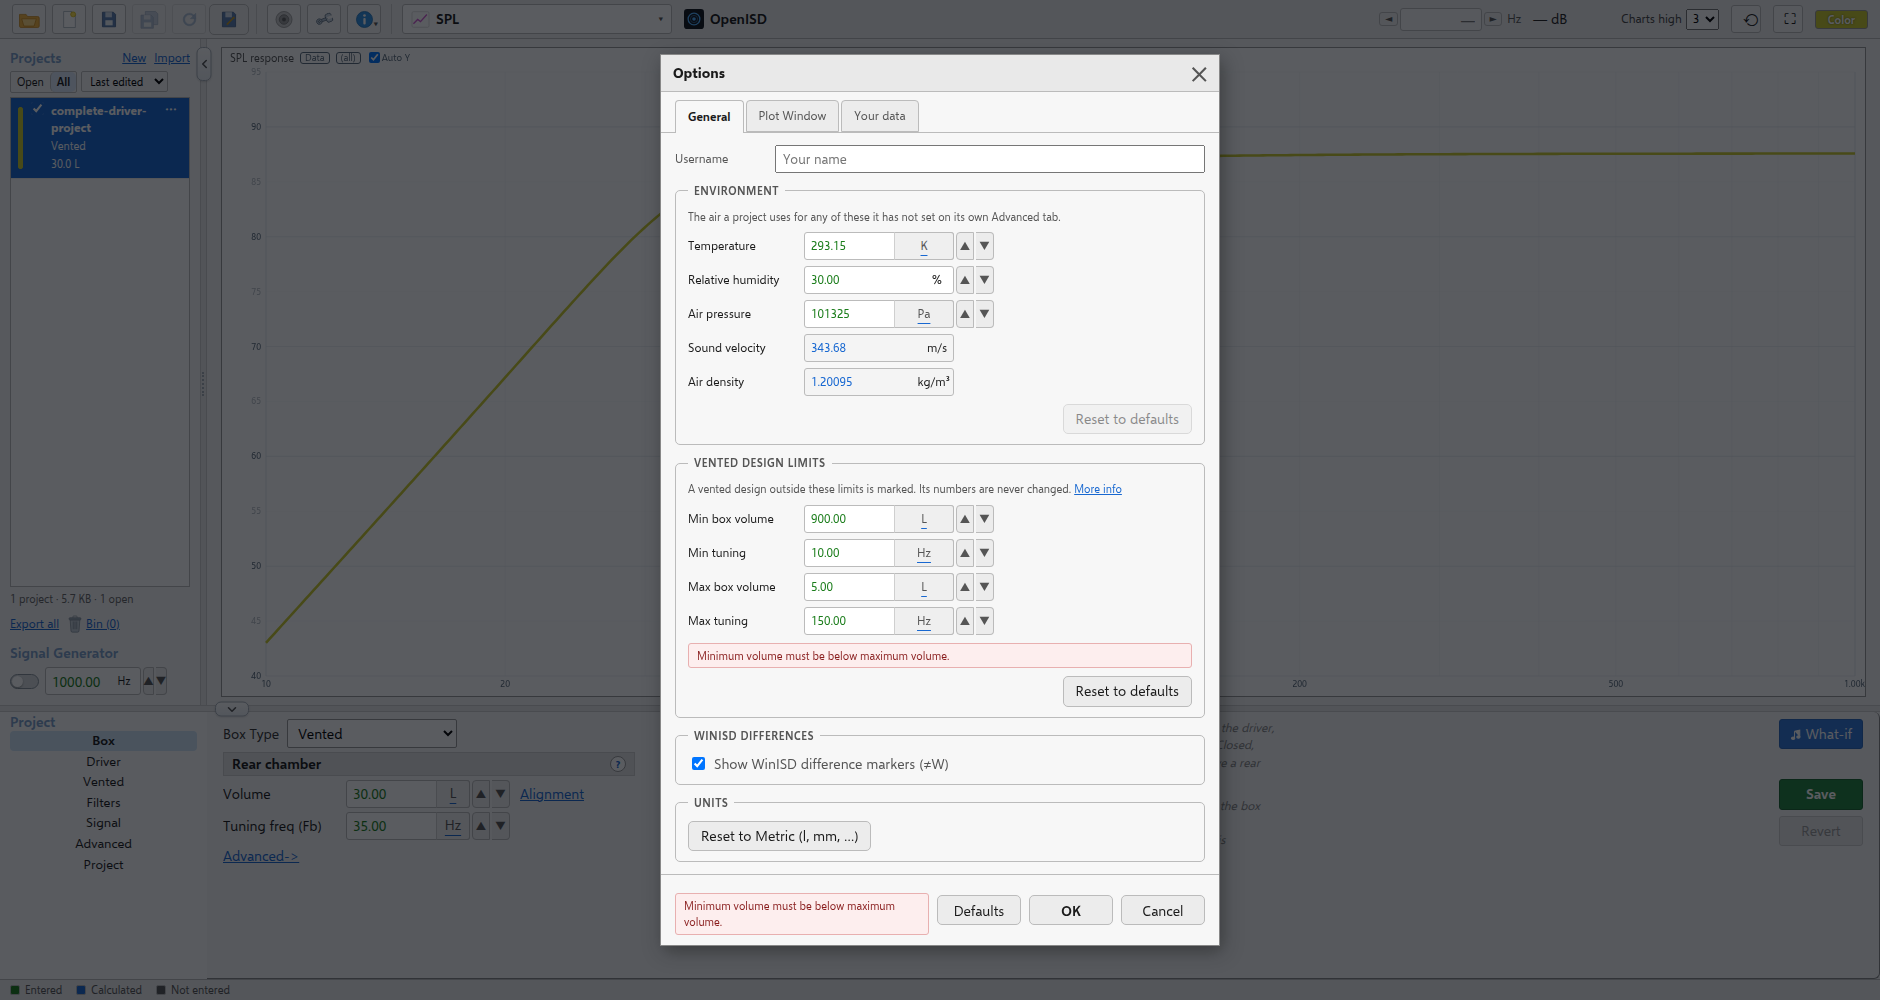 SPL
OpenISD
—
Hz
— dB
Charts high
3
Color
Projects
New
Import
Open
All
Last edited
complete-driver-
project
Vented
30.0 L
1 project · 5.7 KB · 1 open
Export all
Bin (0)
Signal Generator
1000.00
Hz
SPL response
Data
(all)
Auto Y
95
90
85
80
75
70
65
60
55
50
45
40
10
20
200
500
1.00k
Options
General
Plot Window
Your data
Username
Your name
ENVIRONMENT
The air a project uses for any of these it has not set on its own Advanced tab.
Temperature
293.15
K
Relative humidity
30.00
%
Air pressure
101325
Pa
Sound velocity
343.68
m/s
Air density
1.20095
kg/m³
Reset to defaults
VENTED DESIGN LIMITS
A vented design outside these limits is marked. Its numbers are never changed. More info
Min box volume
900.00
L
Min tuning
10.00
Hz
Max box volume
5.00
L
Max tuning
150.00
Hz
Minimum volume must be below maximum volume.
Reset to defaults
WINISD DIFFERENCES
Show WinISD difference markers (≠W)
UNITS
Reset to Metric (l, mm, ...)
Minimum volume must be below maximum
volume.
Defaults
OK
Cancel
Project
Box
Driver
Vented
Filters
Signal
Advanced
Project
Box Type
Vented
Rear chamber
?
Volume
30.00
L
Alignment
Tuning freq (Fb)
35.00
Hz
Advanced->
the driver,
Closed,
e a rear
the box
s
What-if
Save
Revert
Entered
Calculated
Not entered